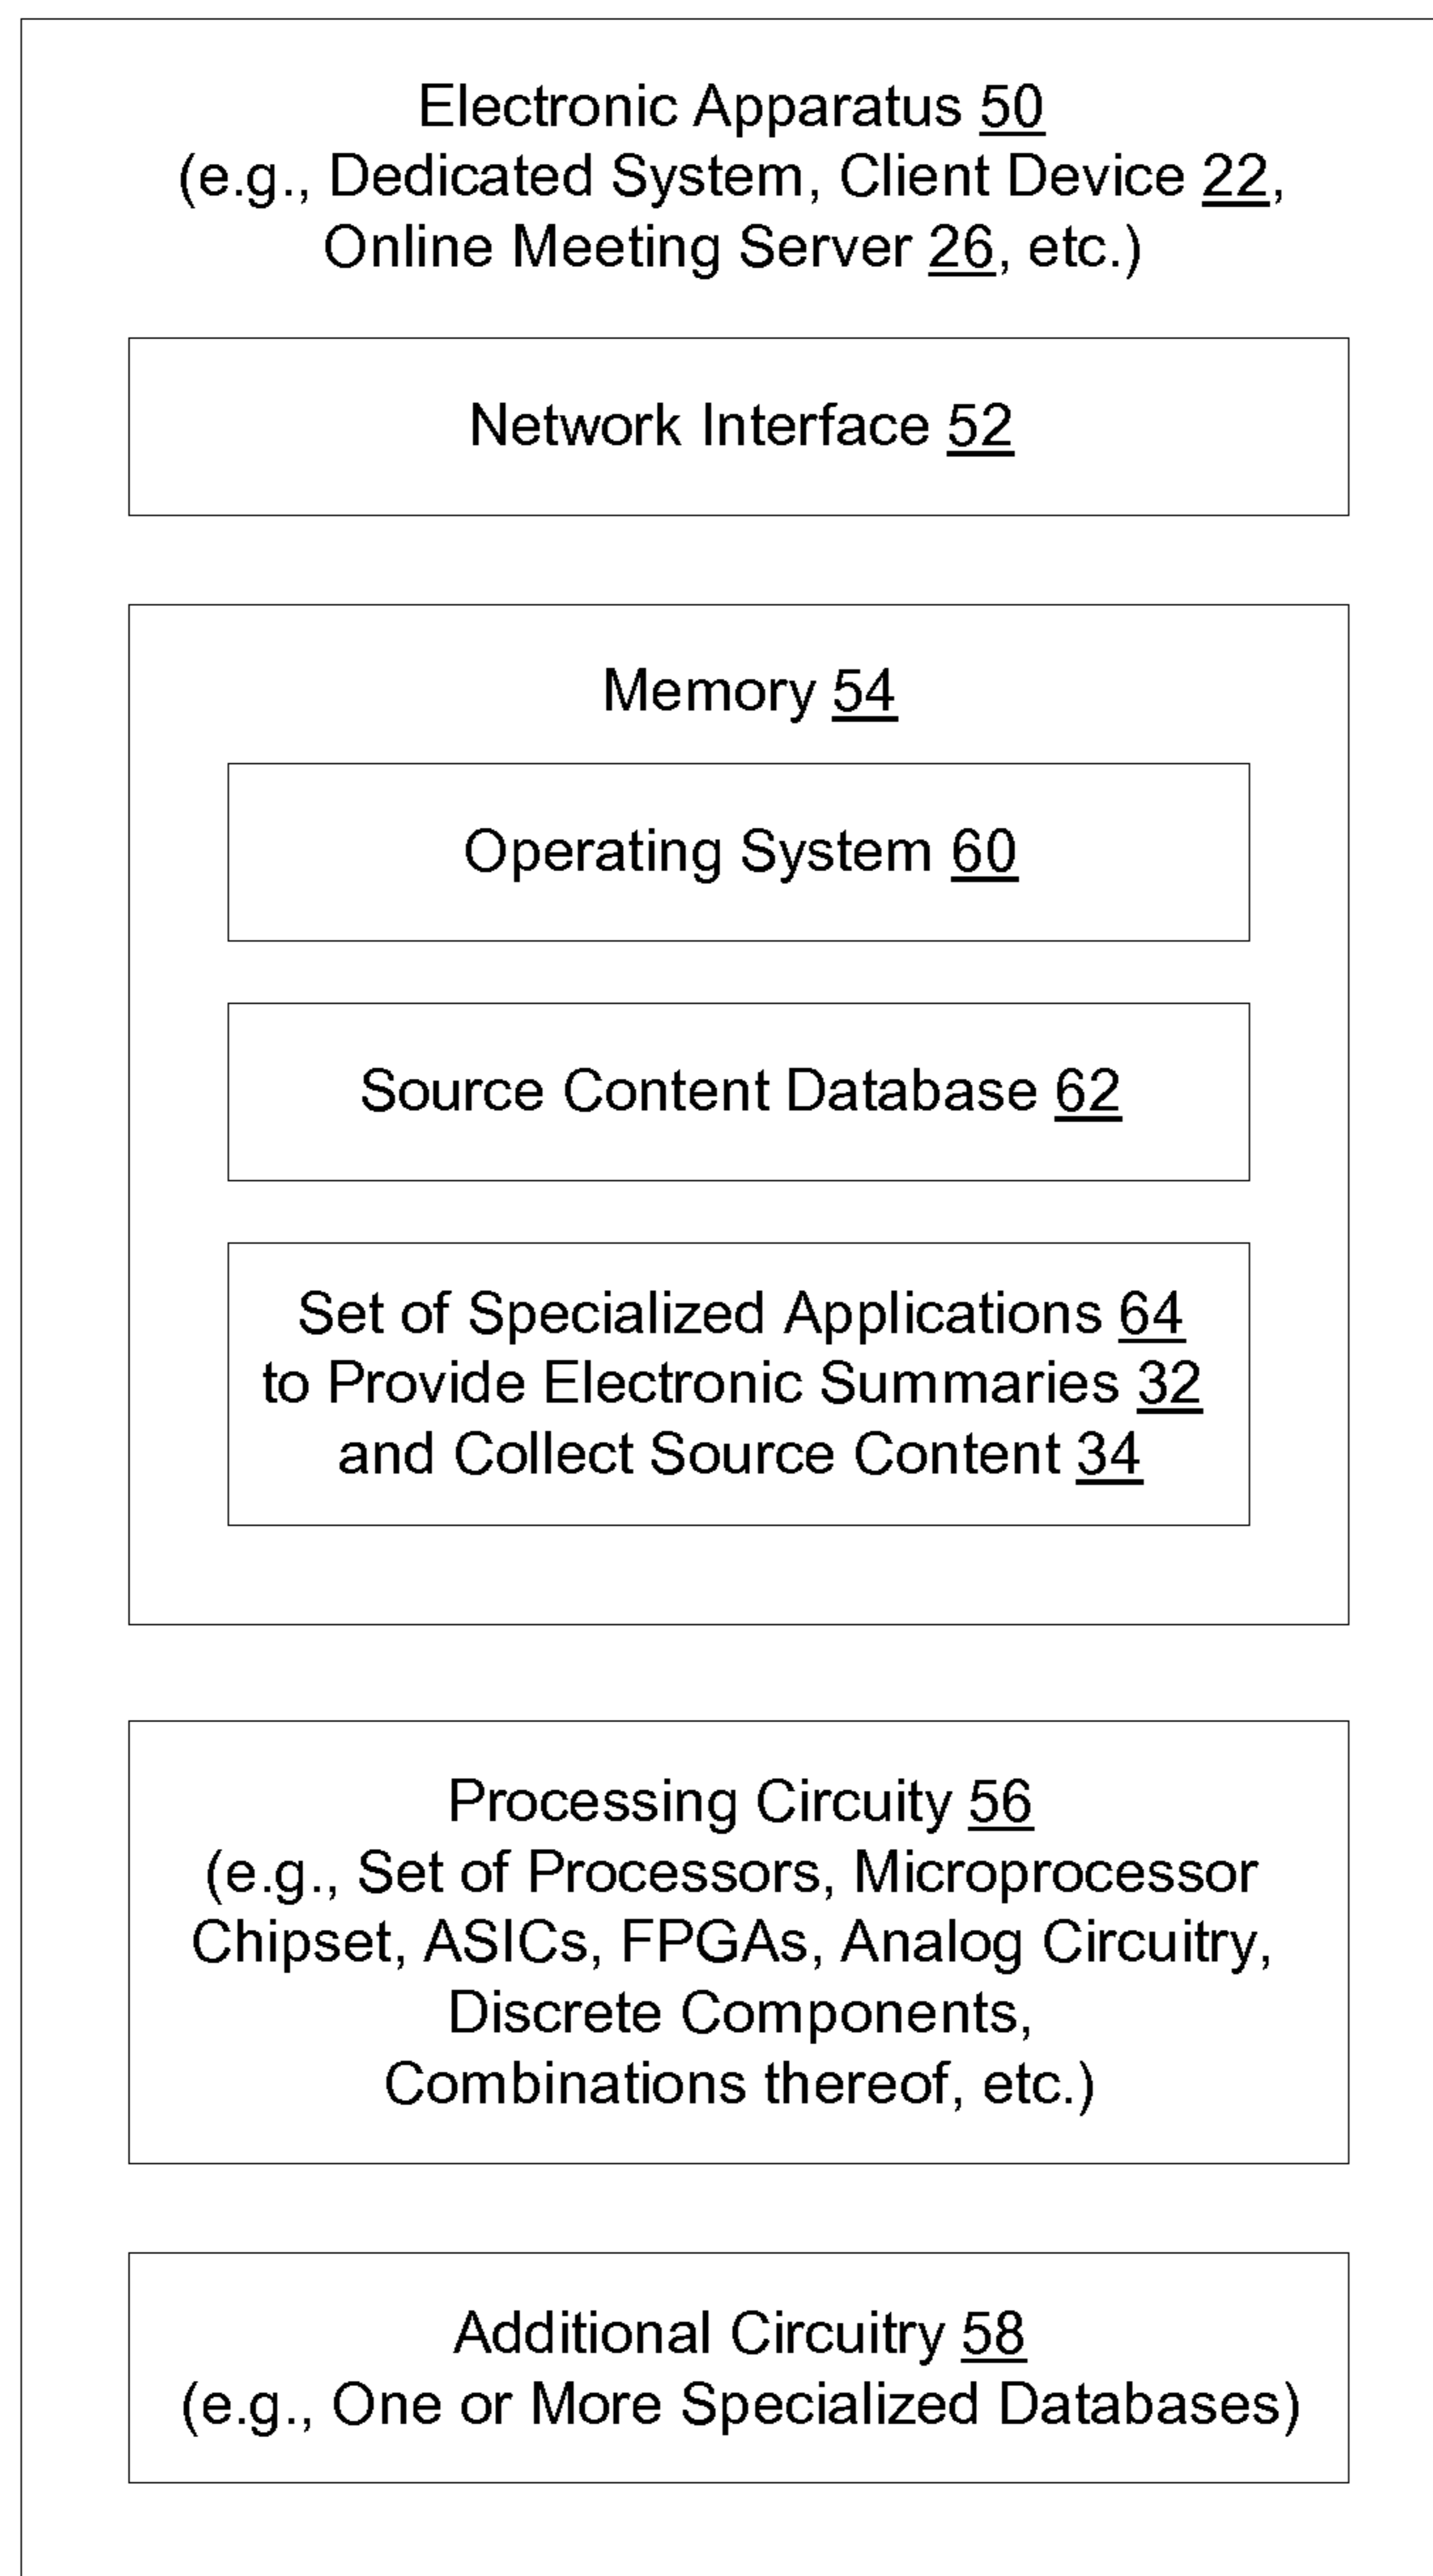 Electronic Apparatus 50
(e.g., Dedicated System, Client Device 22,
Online Meeting Server 26, etc.)
Network Interface 52
Memory 54
Operating System 60
Source Content Database 62
Set of Specialized Applications 64
to Provide Electronic Summaries 32
and Collect Source Content 34
Processing Circuity 56
(e.g., Set of Processors, Microprocessor
Chipset, ASICs, FPGAs, Analog Circuitry,
Discrete Components,
Combinations thereof, etc.)
Additional Circuitry 58
(e.g., One or More Specialized Databases)